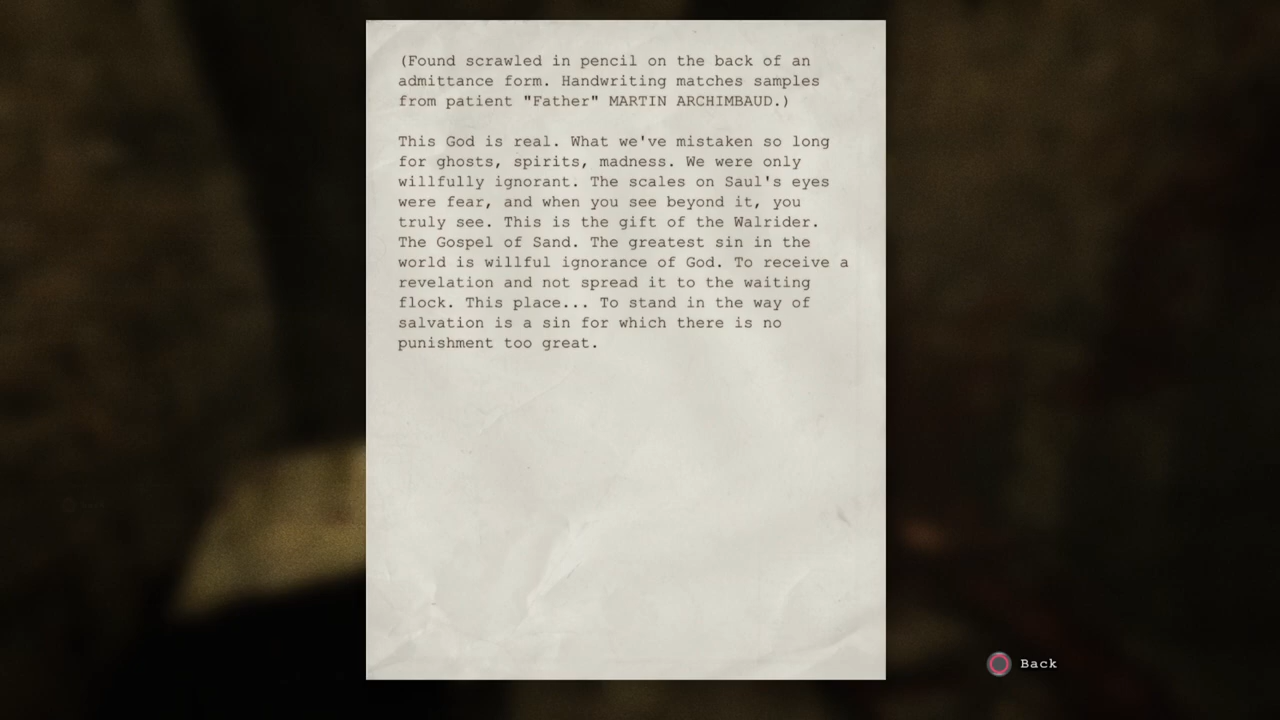 (Found scrawled in pencil on the back of an
admittance form. Handwriting matches samples
from patient "Father" MARTIN ARCHIMBAUD.)
This God is real. What we've mistaken so long
for ghosts, spirits, madness. We were only
willfully ignorant. The scales on Saul's eyes
were fear, and when you see beyond it, you
truly see. This is the gift of the Walrider.
The Gospel of Sand. The greatest sin in the
world is willful ignorance of God. To receive a
revelation and not spread it to the waiting
flock. This place... To stand in the way of
salvation is a sin for which there is no
punishment too great.
Back